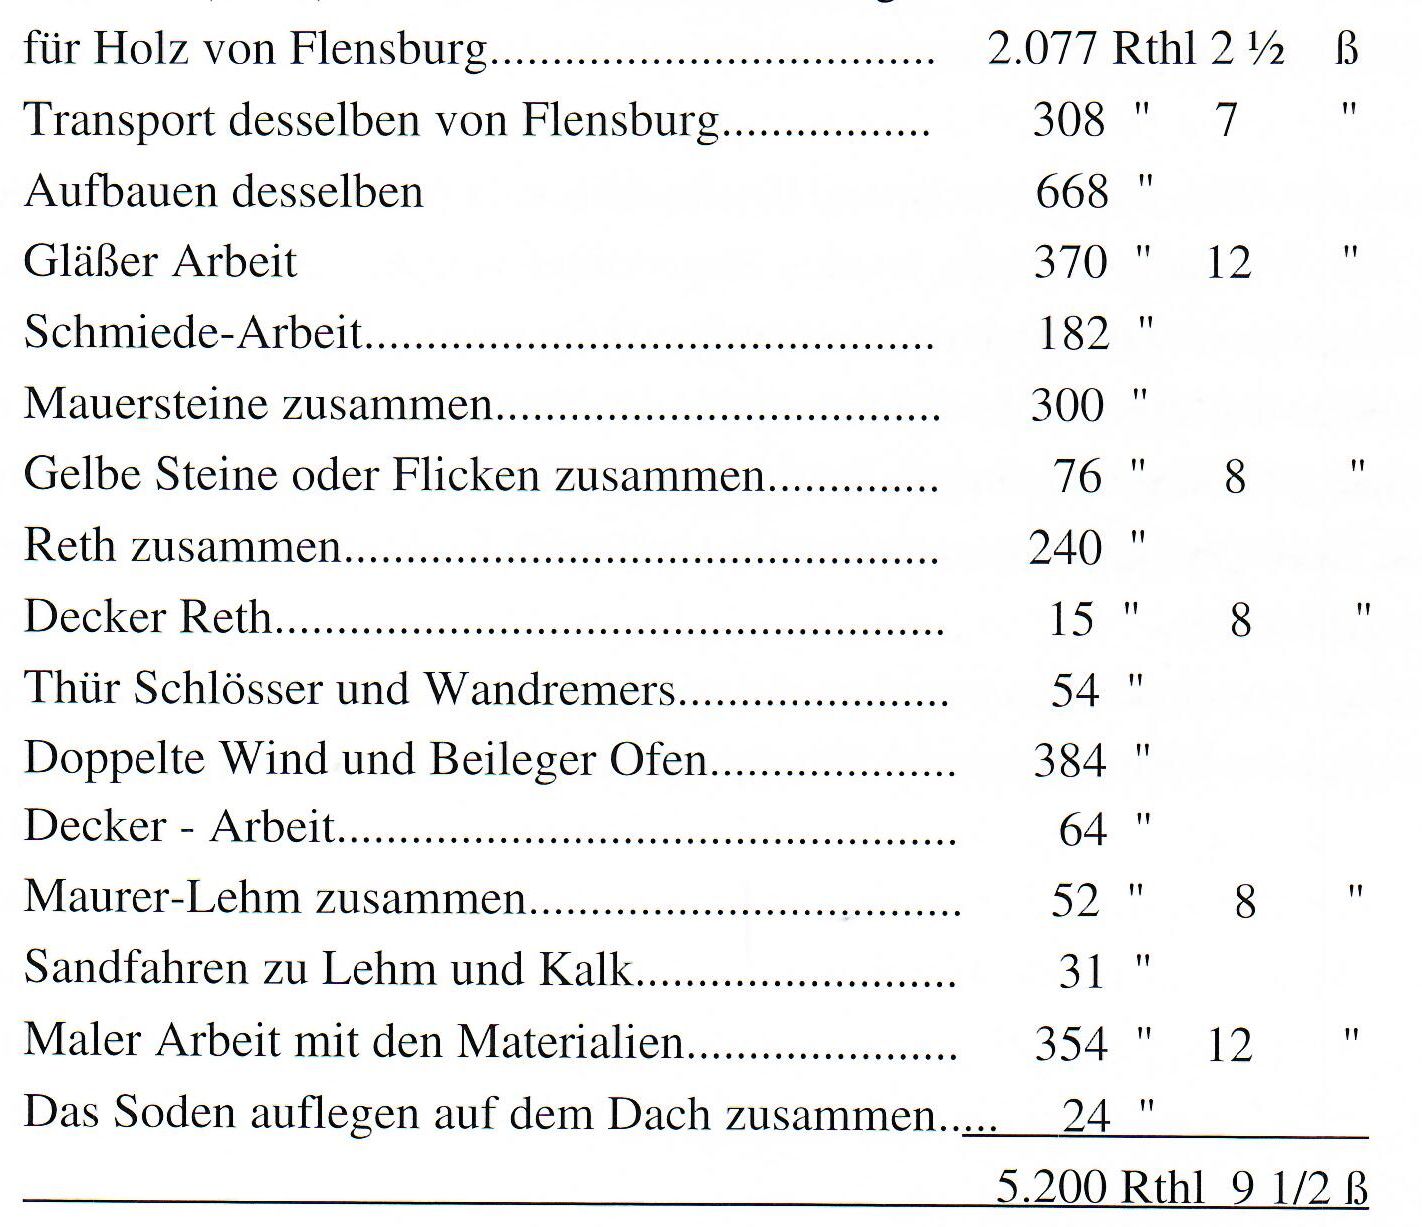 für Holz von Flensburg.................................... 2.077 Rthl 2 ½ ß
Transport desselben von Flensburg................. 308 " 7 "
Aufbauen desselben 668 "
Gläßer Arbeit 370 " 12 "
Schmiede-Arbeit.............................................. 182 "
Mauersteine zusammen.................................... 300 "
Gelbe Steine oder Flicken zusammen.............. 76 " 8 "
Reth zusammen................................................ 240 "
Decker Reth...................................................... 15 " 8 "
Thür Schlösser und Wandremers...................... 54 "
Doppelte Wind und Beileger Ofen.................... 384 "
Decker - Arbeit.................................................. 64 "
Maurer-Lehm zusammen................................... 52 " 8 "
Sandfahren zu Lehm und Kalk.......................... 31 "
Maler Arbeit mit den Materialien...................... 354 " 12 "
Das Soden auflegen auf dem Dach zusammen..... 24 "
5.200 Rthl 9 1/2 ß